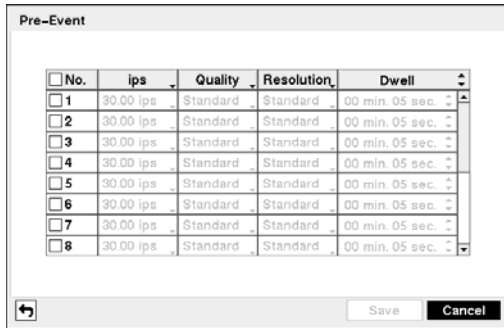 Pre-Event
No. ips Quality Resolution Dwell
1 30.00 ips Standard Standard 00 min. 05 sec.
2 30.00 ips Standard Standard 00 min. 05 sec.
3 30.00 ips Standard Standard 00 min. 05 sec.
4 30.00 ips Standard Standard 00 min. 05 sec.
5 30.00 ips Standard Standard 00 min. 05 sec.
6 30.00 ips Standard Standard 00 min. 05 sec.
7 30.00 ips Standard Standard 00 min. 05 sec.
8 30.00 ips Standard Standard 00 min. 05 sec.
Save Cancel